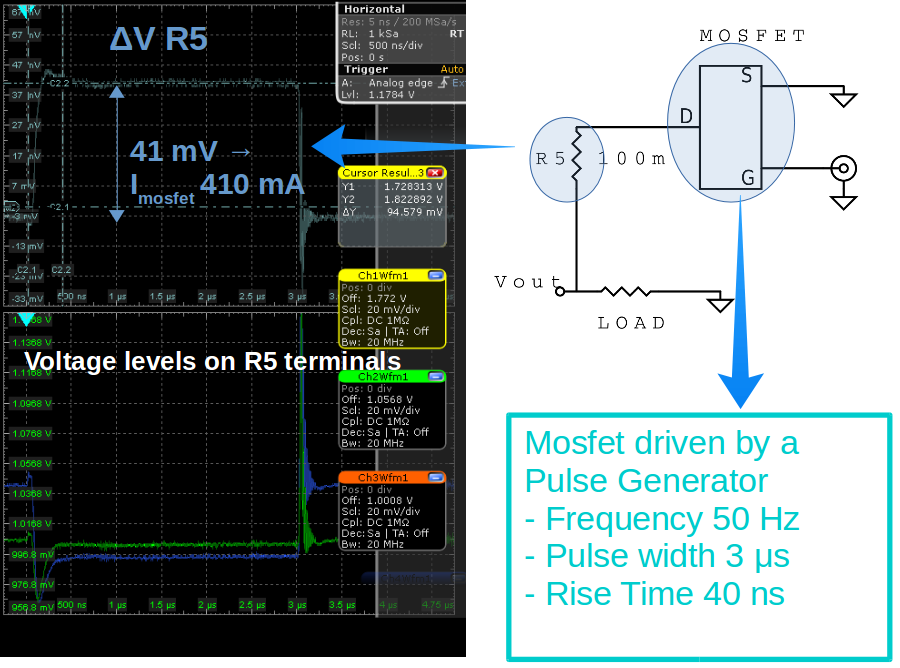 ΔV R5
41 mV →
Imosfet 410 mA
67 mV
57 mV
47 mV
37 mV
27 mV
17 mV
7 mV
-3 mV
-13 mV
-23 mV
-33 mV
C2.2
C2.1
C2.1 C2.2
500 ns 1 µs 1.5 µs 2 µs 2.5 µs 3 µs 3.5 µs
Horizontal
Res: 5 ns / 200 MSa/s
RL: 1 kSa RT
Scl: 500 ns/div
Pos: 0 s
Trigger Auto
A: Analog edge Ex
Lvl: 1.1784 V
Cursor Resul...3
Y1 1.728313 V
Y2 1.822892 V
ΔY 94.579 mV
Ch1Wfm1
Pos: 0 div
Off: 1.772 V
Scl: 20 mV/div
Cpl: DC 1MΩ
Dec: Sa | TA: Off
Bw: 20 MHz
Voltage levels on R5 terminals
1.1368 V
1.1168 V
1.0968 V
1.0768 V
1.0568 V
1.0368 V
1.0168 V
996.8 mV
976.8 mV
956.8 mV
500 ns 1 µs 1.5 µs 2 µs 2.5 µs 3 µs 3.5 µs 4 µs 4.75 µs
Ch2Wfm1
Pos: 0 div
Off: 1.0568 V
Scl: 20 mV/div
Cpl: DC 1MΩ
Dec: Sa | TA: Off
Bw: 20 MHz
Ch3Wfm1
Pos: 0 div
Off: 1.0008 V
Scl: 20 mV/div
Cpl: DC 1MΩ
Dec: Sa | TA: Off
Bw: 20 MHz
MOSFET
S
D
G
R5 100m
Vout
LOAD
Mosfet driven by a
Pulse Generator
- Frequency 50 Hz
- Pulse width 3 μs
- Rise Time 40 ns